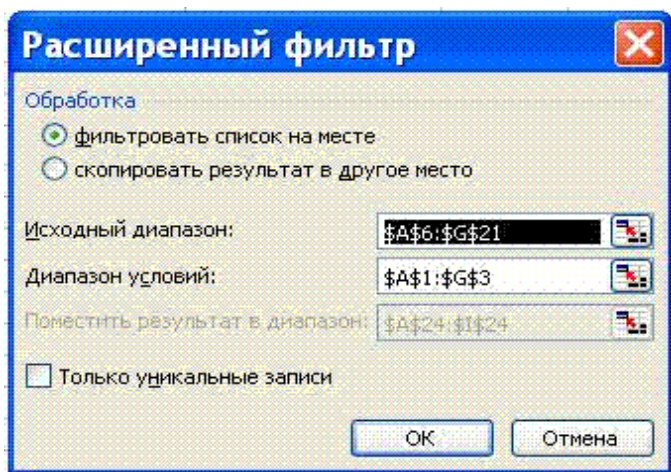 Расширенный фильтр
Обработка
фильтровать список на месте
скопировать результат в другое место
Исходный диапазон: $A$6:$G$21
Диапазон условий: $A$1:$G$3
Поместить результат в диапазон: $A$24:$I$24
Только уникальные записи
ОК Отмена